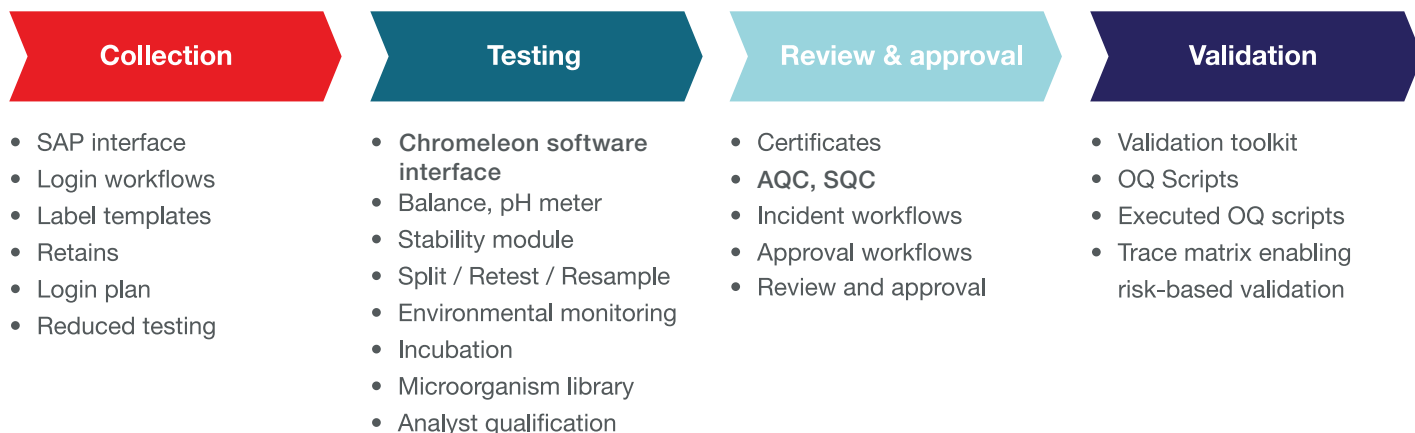 Collection
• SAP interface
• Login workflows
• Label templates
• Retains
• Login plan
• Reduced testing
Testing
• Chromeleon software
interface
• Balance, pH meter
• Stability module
• Split / Retest / Resample
• Environmental monitoring
• Incubation
• Microorganism library
• Analyst qualification
Review & approval
• Certificates
• AQC, SQC
• Incident workflows
• Approval workflows
• Review and approval
Validation
• Validation toolkit
• OQ Scripts
• Executed OQ scripts
• Trace matrix enabling
risk-based validation